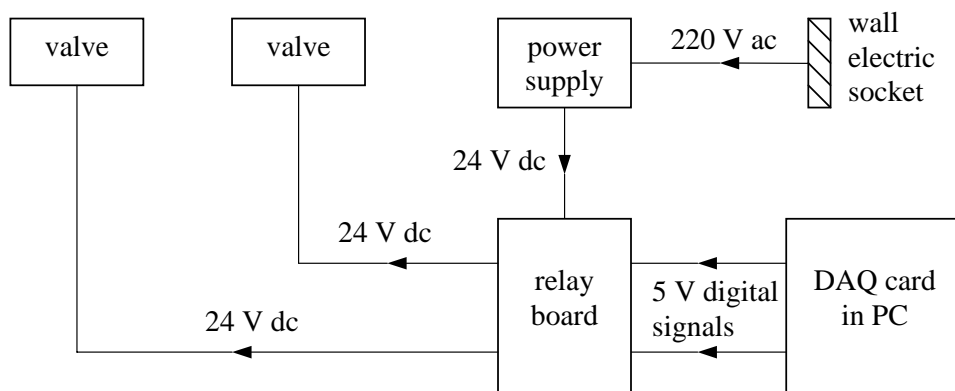 valve
valve
power
supply
220 V ac
wall
electric
socket
24 V dc
24 V dc
24 V dc
relay
board
5 V digital
signals
DAQ card
in PC